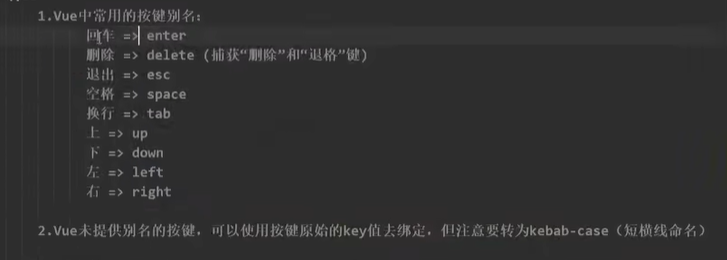 1.Vue中常用的按键别名：
回车 => enter
删除 => delete (捕获“删除”和“退格”键)
退出 => esc
空格 => space
换行 => tab
上 => up
下 => down
左 => left
右 => right
2.Vue未提供别名的按键，可以使用按键原始的key值去绑定，但注意要转为kebab-case（短横线命名）